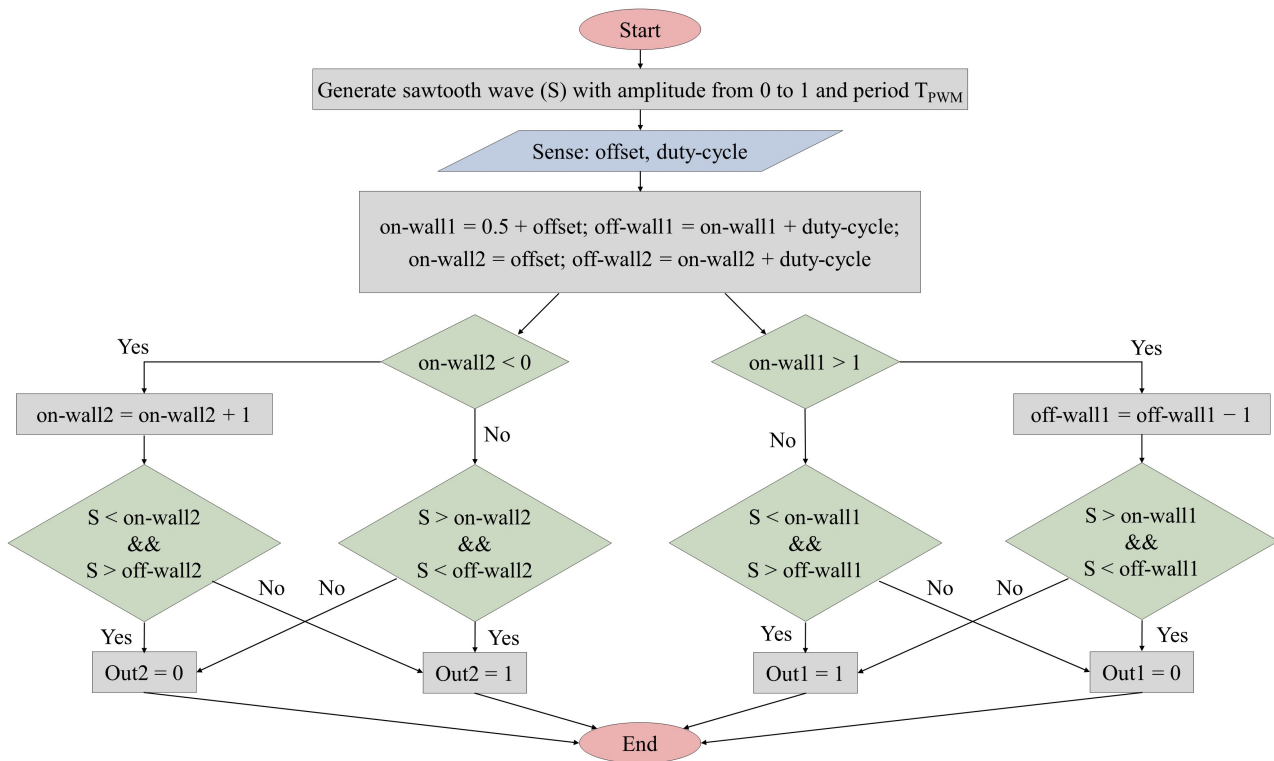 Start
Generate sawtooth wave (S) with amplitude from 0 to 1 and period T_PWM
Sense: offset, duty-cycle
on-wall1 = 0.5 + offset; off-wall1 = on-wall1 + duty-cycle;
on-wall2 = offset; off-wall2 = on-wall2 + duty-cycle
Yes
on-wall2 < 0
on-wall1 > 1
Yes
on-wall2 = on-wall2 + 1
No
No
off-wall1 = off-wall1 − 1
S < on-wall2
&&
S > off-wall2
S > on-wall2
&&
S < off-wall2
S < on-wall1
&&
S > off-wall1
S > on-wall1
&&
S < off-wall1
No
No
No
No
Yes
Yes
Yes
Yes
Out2 = 0
Out2 = 1
Out1 = 1
Out1 = 0
End